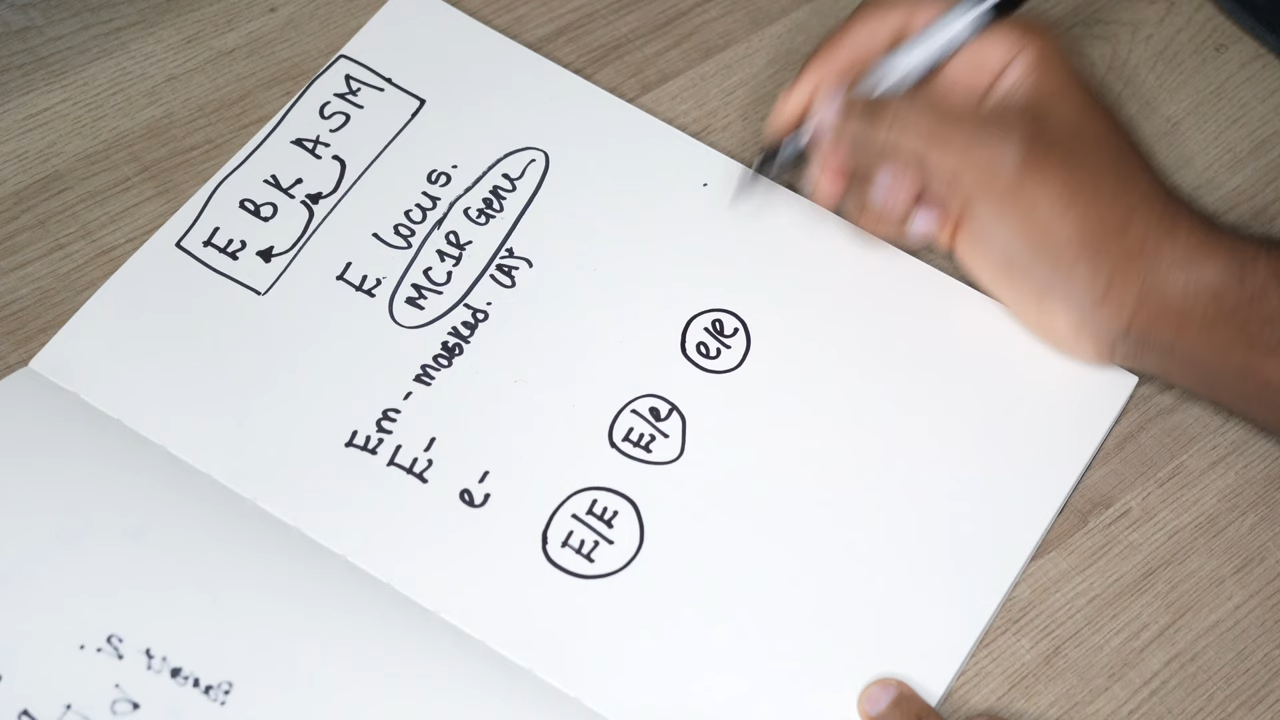 E B K A S M
E. locus.
MC1R Gene
Em - masked. (A)
E -
e -
E/E
E/e
e/e